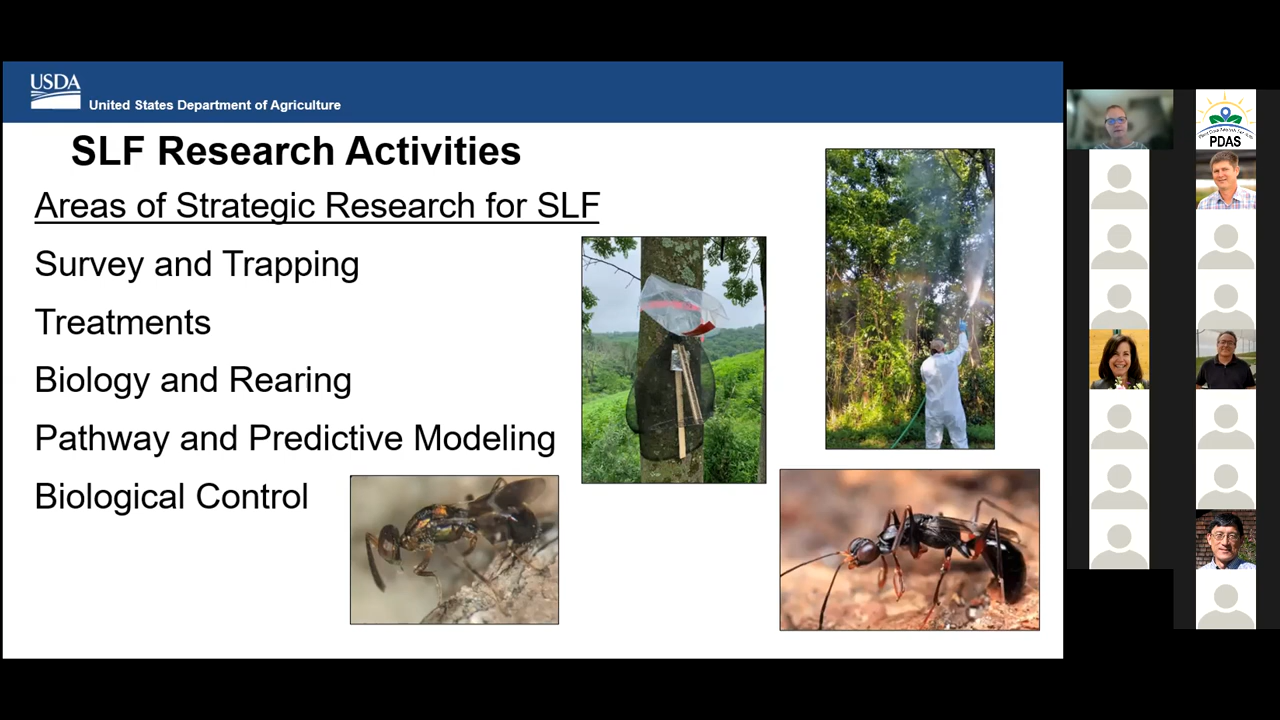 USDA
United States Department of Agriculture
SLF Research Activities
Areas of Strategic Research for SLF
Survey and Trapping
Treatments
Biology and Rearing
Pathway and Predictive Modeling
Biological Control
PDAS